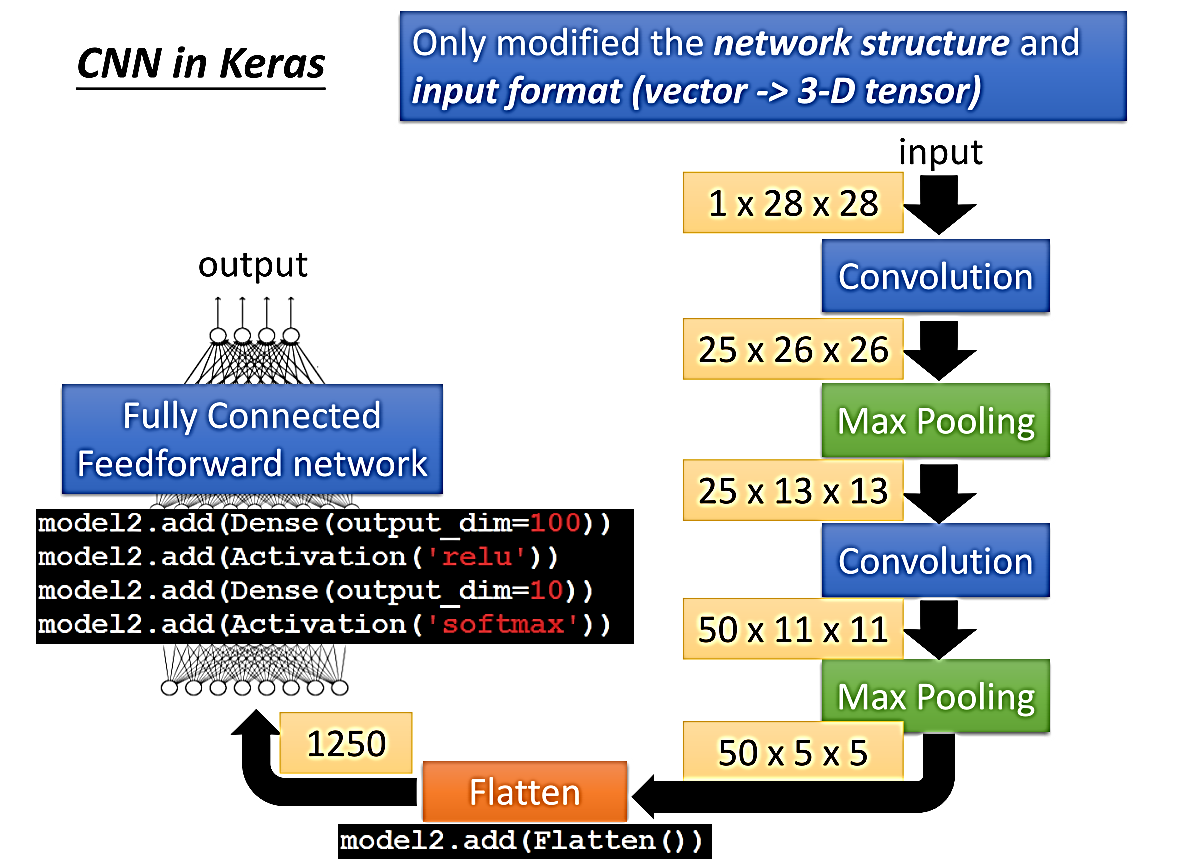 CNN in Keras
Only modified the network structure and
input format (vector -> 3-D tensor)
input
1 x 28 x 28
Convolution
25 x 26 x 26
Max Pooling
25 x 13 x 13
Convolution
50 x 11 x 11
Max Pooling
50 x 5 x 5
Flatten
model2.add(Flatten())
1250
output
Fully Connected
Feedforward network
model2.add(Dense(output_dim=100))
model2.add(Activation('relu'))
model2.add(Dense(output_dim=10))
model2.add(Activation('softmax'))